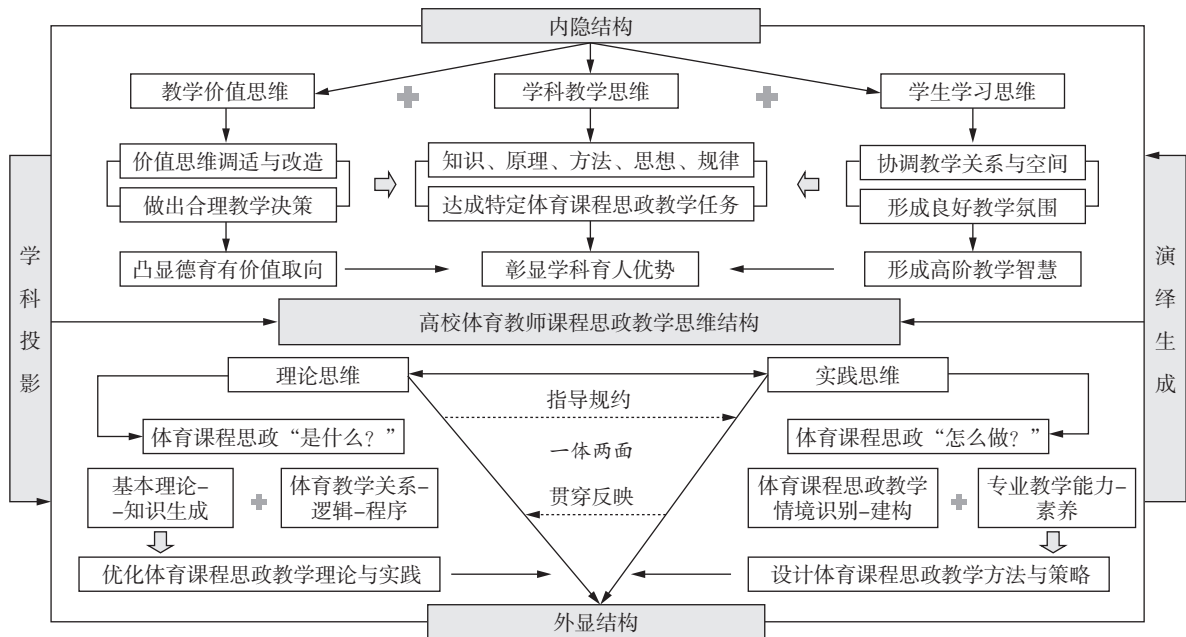 内隐结构
教学价值思维
学科教学思维
学生学习思维
价值思维调适与改造
知识、原理、方法、思想、规律
协调教学关系与空间
做出合理教学决策
达成特定体育课程思政教学任务
形成良好教学氛围
凸显德育有价值取向
彰显学科育人优势
形成高阶教学智慧
学科投影
演绎生成
高校体育教师课程思政教学思维结构
理论思维
实践思维
指导规约
体育课程思政“是什么？”
一体两面
体育课程思政“怎么做？”
贯穿反映
基本理论–
–知识生成
体育教学关系–
逻辑–程序
体育课程思政教学
情境识别–建构
专业教学能力–
素养
优化体育课程思政教学理论与实践
设计体育课程思政教学方法与策略
外显结构